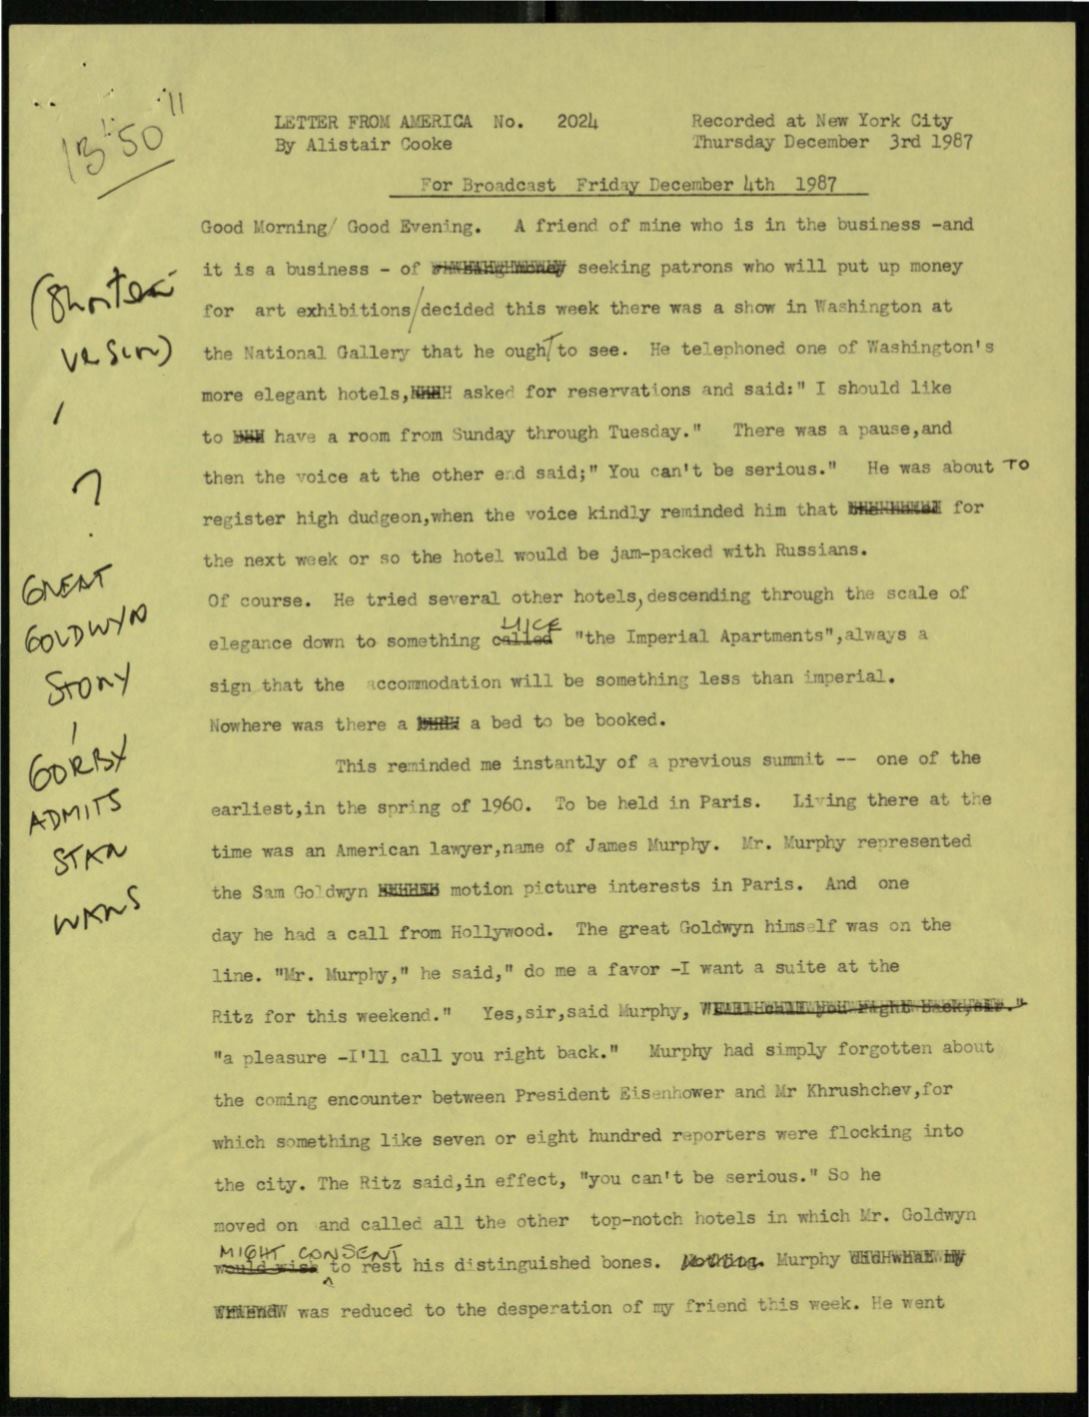 13'50"
LETTER FROM AMERICA No. 2024 Recorded at New York City
By Alistair Cooke Thursday December 3rd 1987
For Broadcast Friday December 4th 1987
Good Morning/ Good Evening. A friend of mine who is in the business -and
it is a business - of seeking patrons who will put up money
for art exhibitions/decided this week there was a show in Washington at
the National Gallery that he ought to see. He telephoned one of Washington's
more elegant hotels, asked for reservations and said:" I should like
to have a room from Sunday through Tuesday." There was a pause,and
then the voice at the other end said;" You can't be serious." He was about TO
register high dudgeon,when the voice kindly reminded him that for
the next week or so the hotel would be jam-packed with Russians.
Of course. He tried several other hotels, descending through the scale of
LIKE
elegance down to something called "the Imperial Apartments",always a
sign that the accommodation will be something less than imperial.
Nowhere was there a a bed to be booked.
This reminded me instantly of a previous summit -- one of the
earliest,in the spring of 1960. To be held in Paris. Living there at the
time was an American lawyer,name of James Murphy. Mr. Murphy represented
the Sam Goldwyn motion picture interests in Paris. And one
day he had a call from Hollywood. The great Goldwyn himself was on the
line. "Mr. Murphy," he said," do me a favor -I want a suite at the
Ritz for this weekend." Yes,sir,said Murphy,
"a pleasure -I'll call you right back." Murphy had simply forgotten about
the coming encounter between President Eisenhower and Mr Khrushchev,for
which something like seven or eight hundred reporters were flocking into
the city. The Ritz said,in effect, "you can't be serious." So he
moved on and called all the other top-notch hotels in which Mr. Goldwyn
MIGHT CONSENT
would wish to rest his distinguished bones. Nothing. Murphy
was reduced to the desperation of my friend this week. He went
(Shorter
version)
?
GREAT
GOLDWYN
STORY
GORBY
ADMITS
STAR
WARS